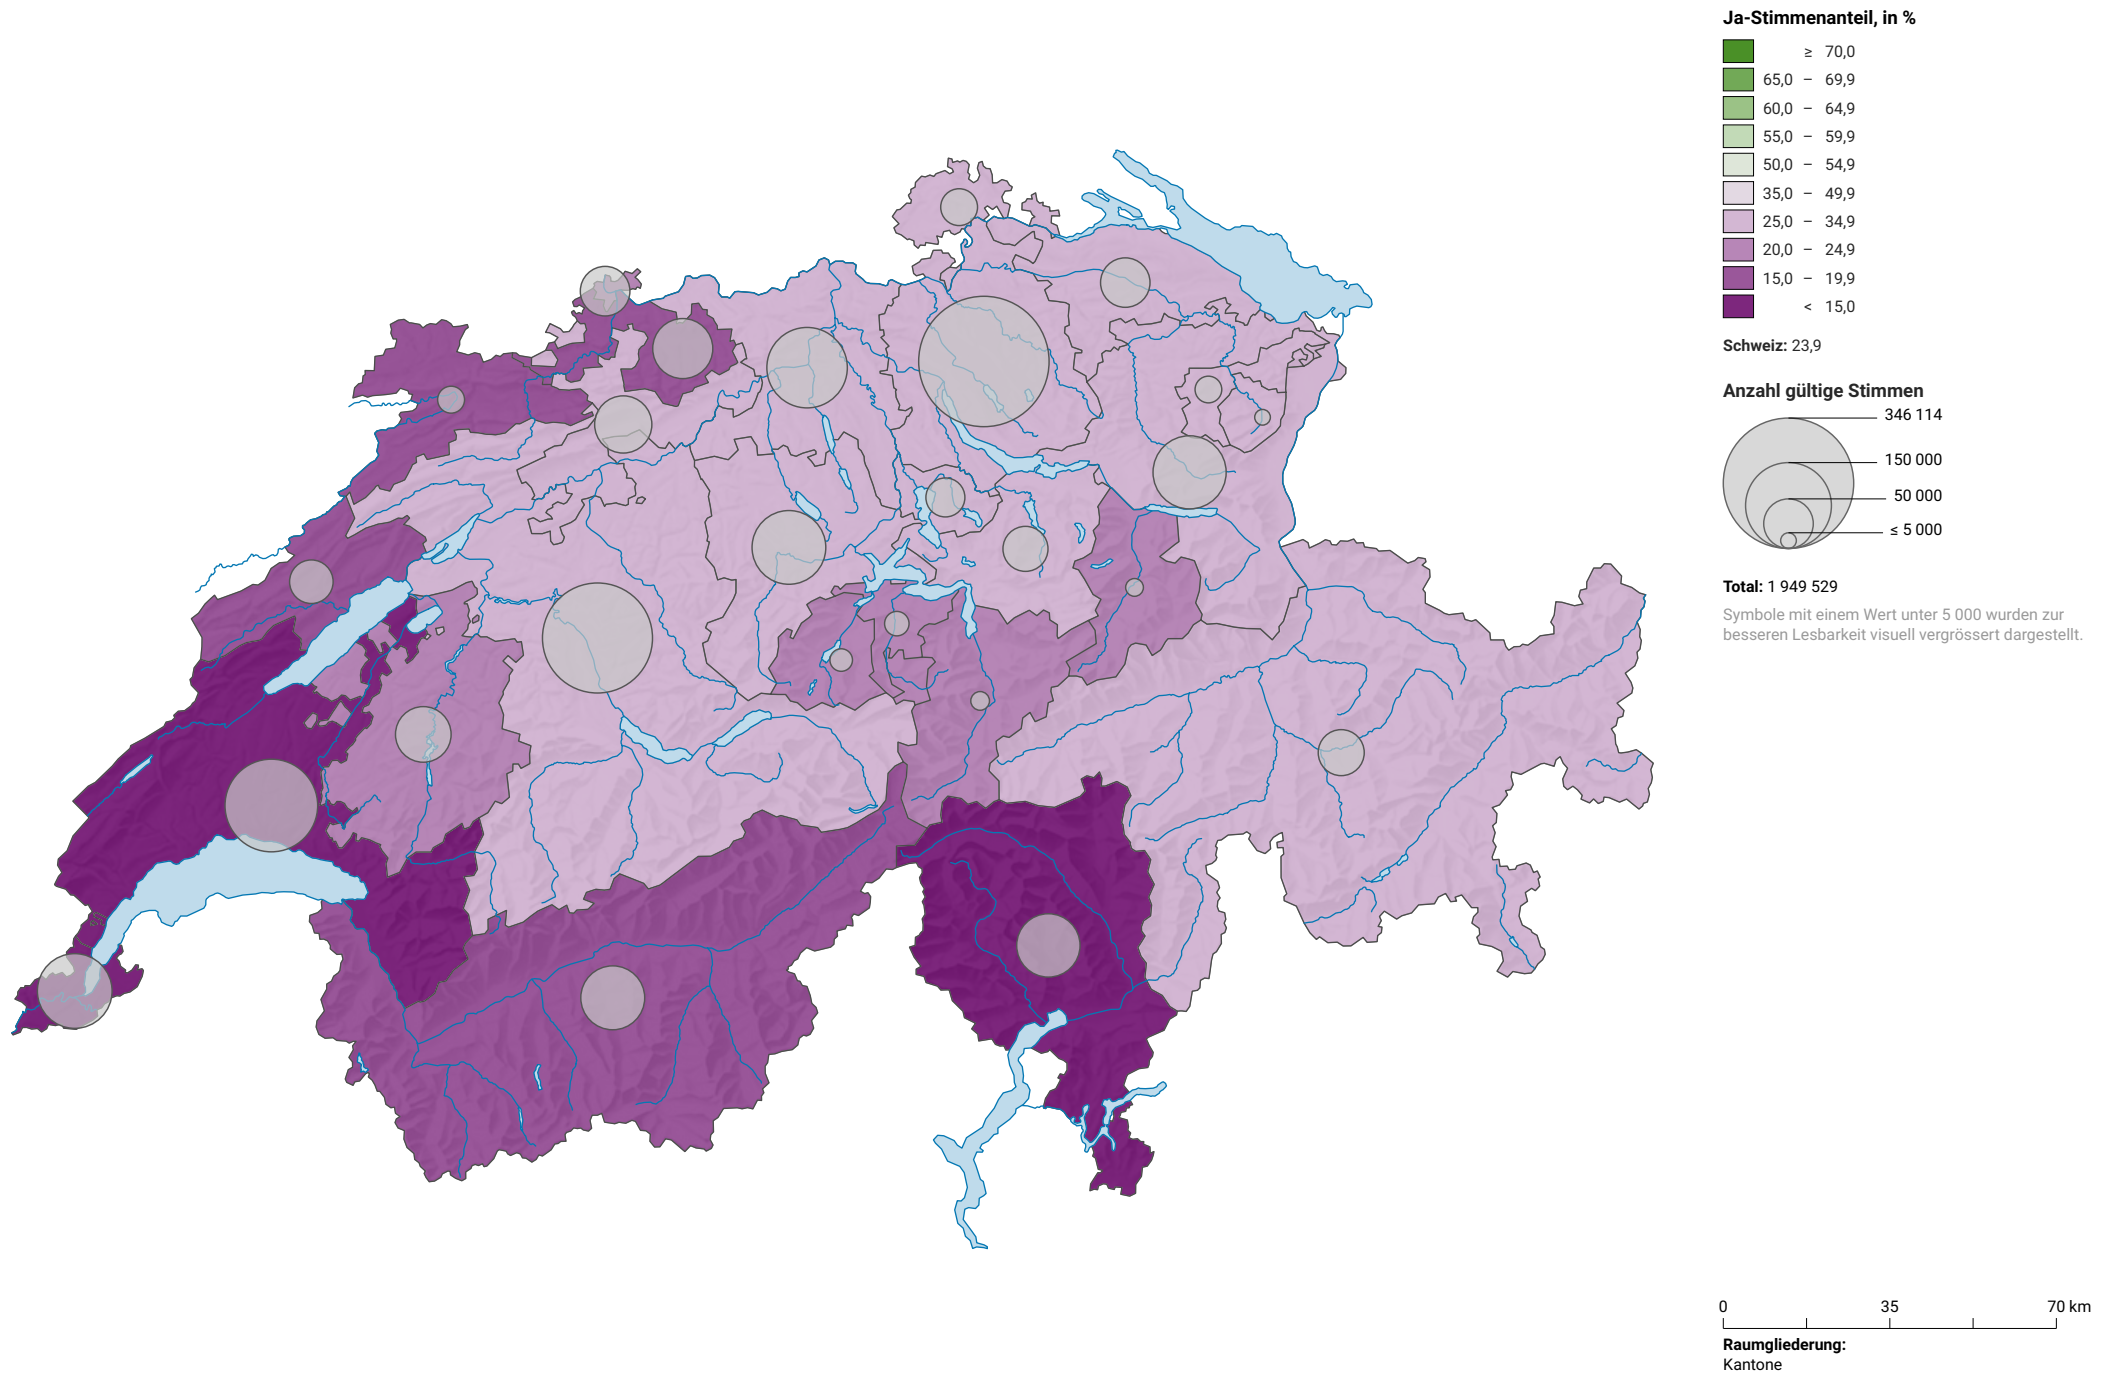 Ja-Stimmenanteil, in %
≥ 70,0
65,0 – 69,9
60,0 – 64,9
55,0 – 59,9
50,0 – 54,9
35,0 – 49,9
25,0 – 34,9
20,0 – 24,9
15,0 – 19,9
< 15,0
Schweiz: 23,9
Anzahl gültige Stimmen
346 114
150 000
50 000
≤ 5 000
Total: 1 949 529
Symbole mit einem Wert unter 5 000 wurden zur
besseren Lesbarkeit visuell vergrössert dargestellt.
0 35 70 km
Raumgliederung:
Kantone